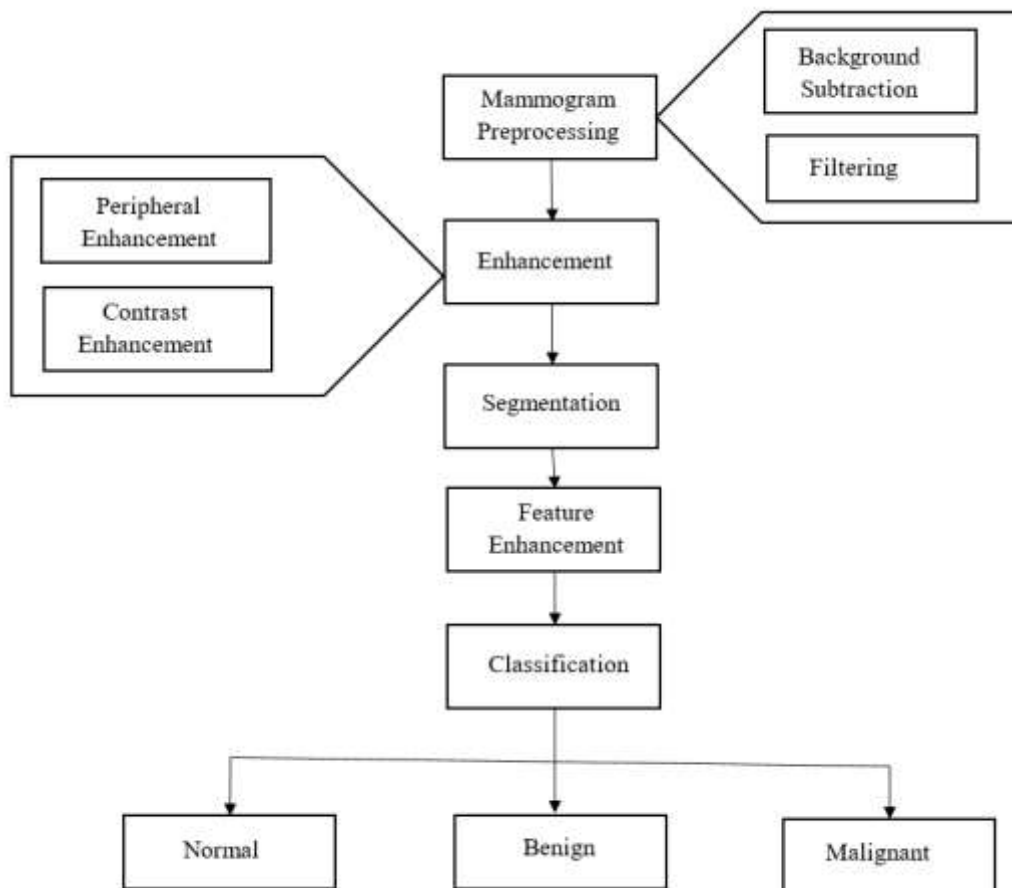 Background
Subtraction
Mammogram
Preprocessing
Filtering
Peripheral
Enhancement
Enhancement
Contrast
Enhancement
Segmentation
Feature
Enhancement
Classification
Normal
Benign
Malignant